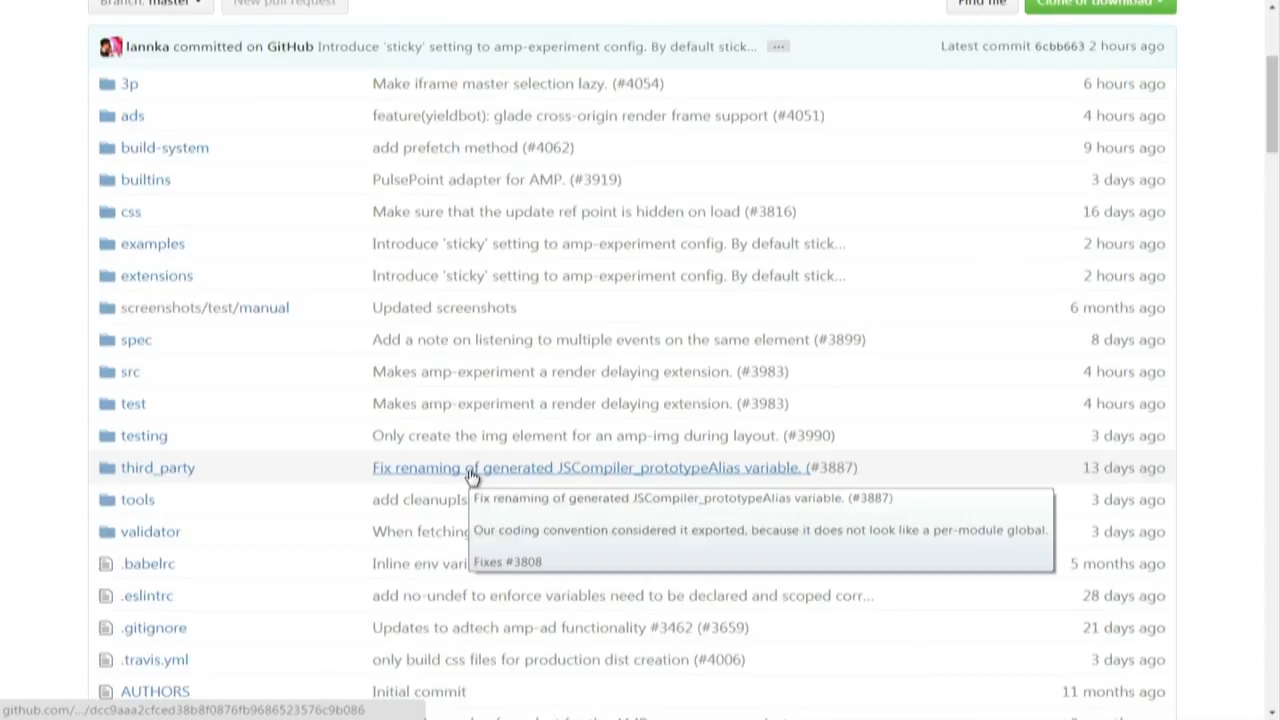 Branch: master New pull request Find file Clone or download
lannka committed on GitHub Introduce 'sticky' setting to amp-experiment config. By default stick... ... Latest commit 6cbb663 2 hours ago
3p Make iframe master selection lazy. (#4054) 6 hours ago
ads feature(yieldbot): glade cross-origin render frame support (#4051) 4 hours ago
build-system add prefetch method (#4062) 9 hours ago
builtins PulsePoint adapter for AMP. (#3919) 3 days ago
css Make sure that the update ref point is hidden on load (#3816) 16 days ago
examples Introduce 'sticky' setting to amp-experiment config. By default stick... 2 hours ago
extensions Introduce 'sticky' setting to amp-experiment config. By default stick... 2 hours ago
screenshots/test/manual Updated screenshots 6 months ago
spec Add a note on listening to multiple events on the same element (#3899) 8 days ago
src Makes amp-experiment a render delaying extension. (#3983) 4 hours ago
test Makes amp-experiment a render delaying extension. (#3983) 4 hours ago
testing Only create the img element for an amp-img during layout. (#3990) 3 days ago
third_party Fix renaming of generated JSCompiler_prototypeAlias variable. (#3887) 13 days ago
tools add cleanupIs 3 days ago
Fix renaming of generated JSCompiler_prototypeAlias variable. (#3887)
validator When fetching 3 days ago
Our coding convention considered it exported, because it does not look like a per-module global.
.babelrc Inline env vari 5 months ago
Fixes #3808
.eslintrc add no-undef to enforce variables need to be declared and scoped corr... 28 days ago
.gitignore Updates to adtech amp-ad functionality #3462 (#3659) 21 days ago
.travis.yml only build css files for production dist creation (#4006) 3 days ago
AUTHORS Initial commit 11 months ago
github.com/.../dcc9aaa2cfced38b8f0876fb9686523576c9b086